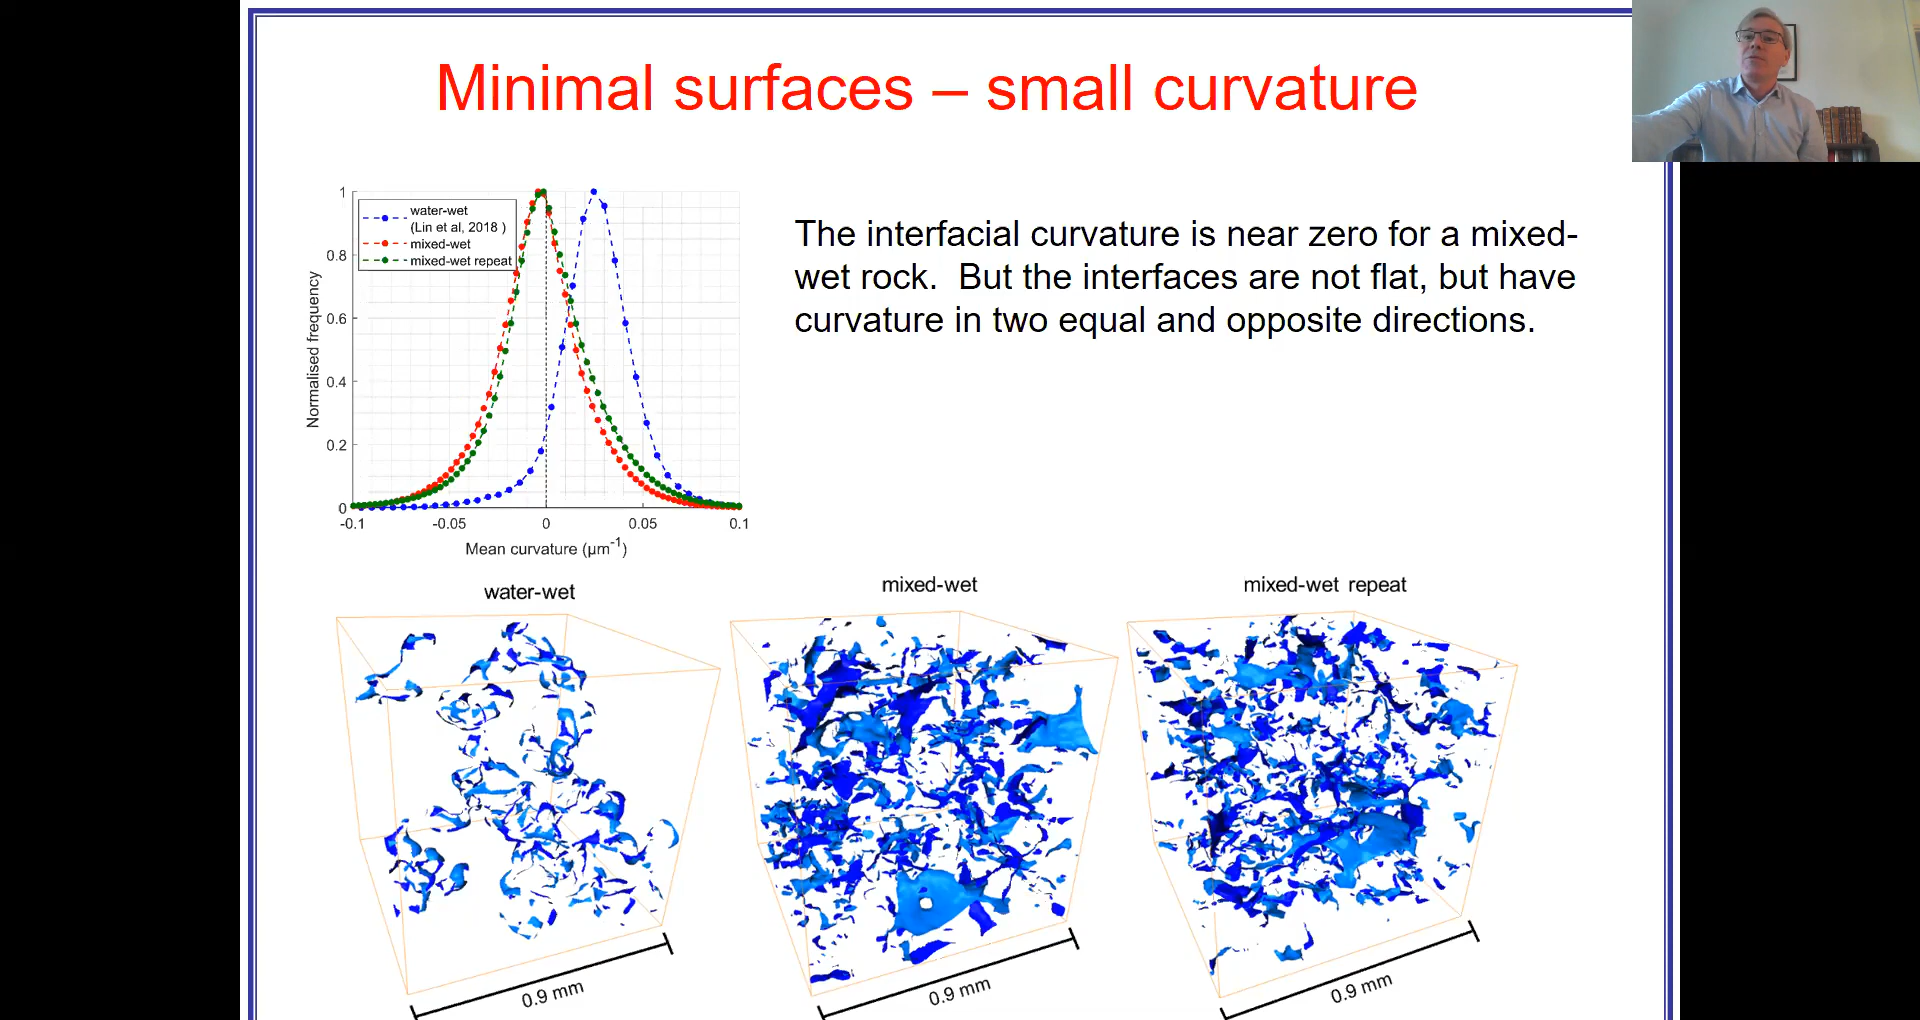 Minimal surfaces – small curvature
1
0.8
0.6
0.4
0.2
0
Normalised frequency
water-wet
(Lin et al, 2018 )
mixed-wet
mixed-wet repeat
-0.1
-0.05
0
0.05
0.1
Mean curvature (µm-1)
The interfacial curvature is near zero for a mixed-
wet rock.  But the interfaces are not flat, but have
curvature in two equal and opposite directions.
water-wet
mixed-wet
mixed-wet repeat
0.9 mm
0.9 mm
0.9 mm